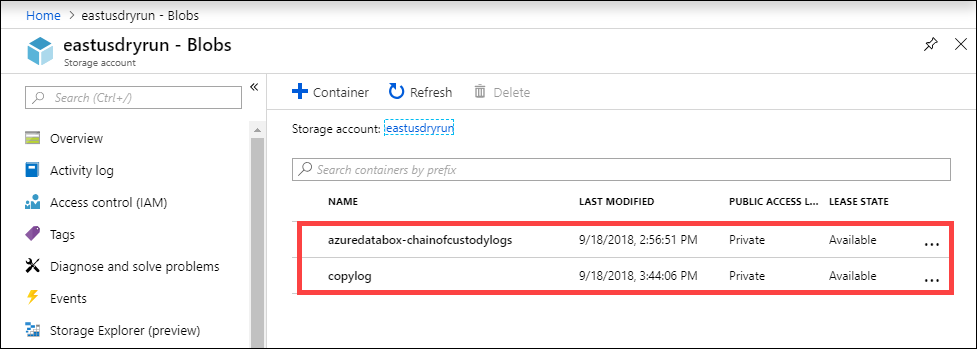 Home > eastusdryrun - Blobs
eastusdryrun - Blobs
Storage account
Search (Ctrl+/)
Overview
Activity log
Access control (IAM)
Tags
Diagnose and solve problems
Events
Storage Explorer (preview)
Container Refresh Delete
Storage account: eastusdryrun
Search containers by prefix
NAME LAST MODIFIED PUBLIC ACCESS L... LEASE STATE
azuredatabox-chainofcustodylogs 9/18/2018, 2:56:51 PM Private Available ...
copylog 9/18/2018, 3:44:06 PM Private Available ...